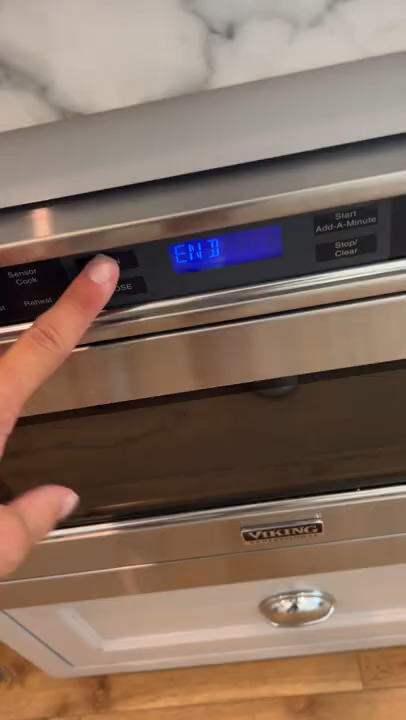 Sensor
Cook
Reheat
END
Start
Add-A-Minute
Stop/
Clear
VIKING